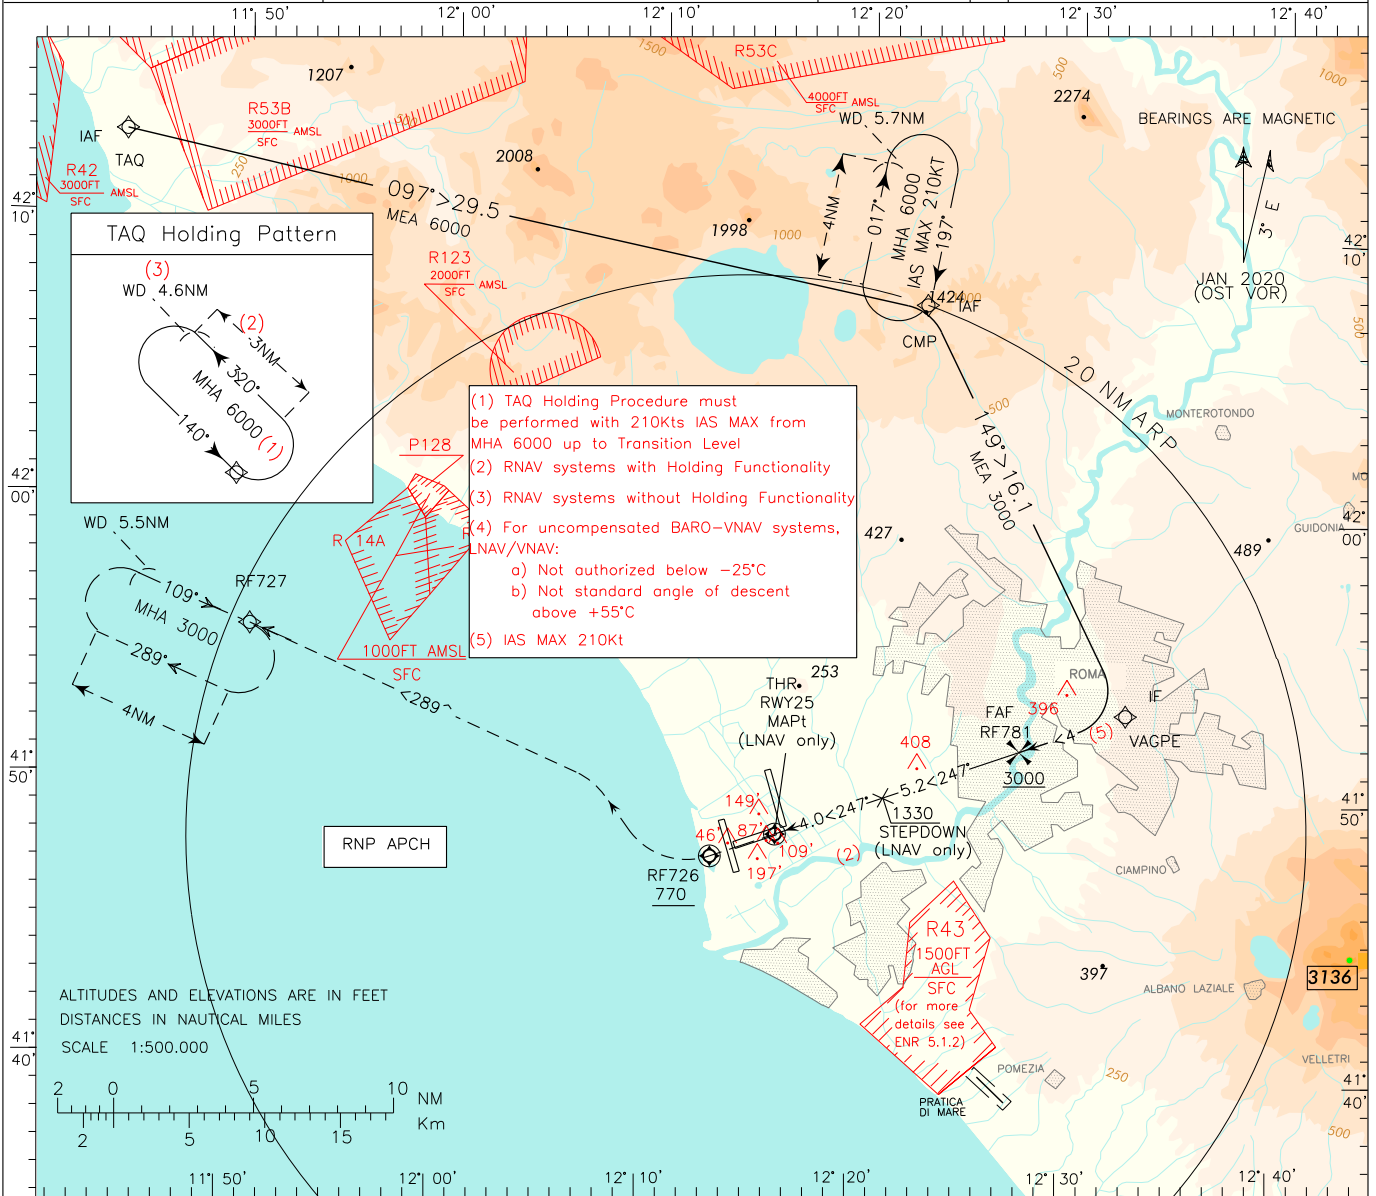 11°50' 12°00' 12°10' 12°20' 12°30' 12°40'
1207
R53B
3000FT AMSL
SFC
500
1500
R53C
4000FT AMSL
SFC
500
1000
2274
BEARINGS ARE MAGNETIC
IAF
TAQ
R42
3000FT AMSL
SFC
250
1000
2008
WD 5.7NM
4NM
017°
MHA 6000
IAS MAX 210KT
197°
3° E
JAN 2020
(OST VOR)
42°
10'
42°
10'
097°>29.5
MEA 6000
1998
1000
R123
2000FT AMSL
SFC
1424
IAF
CMP
500
TAQ Holding Pattern
(3)
WD 4.6NM
(2)
3NM
320°
MHA 6000
(1)
140°
20 NM ARP
MONTEROTONDO
500
149°>16.1
MEA 3000
(1) TAQ Holding Procedure must
be performed with 210Kts IAS MAX from
MHA 6000 up to Transition Level
(2) RNAV systems with Holding Functionality
(3) RNAV systems without Holding Functionality
(4) For uncompensated BARO-VNAV systems,
LNAV/VNAV:
a) Not authorized below -25°C
b) Not standard angle of descent
above +55°C
(5) IAS MAX 210Kt
P128
R 14A
R
1000FT AMSL
SFC
42°
00'
42°
00'
MO
GUIDONIA
427
489
WD 5.5NM
RF727
109°
MHA 3000
289°
4NM
<289°
253
THR
RWY25
MAPt
(LNAV only)
ROMA
396
IF
VAGPE
FAF
RF781
3000
<4
(5)
408
5.2<247°
4.0<247°
1330
STEPDOWN
(LNAV only)
(2)
149'
46'
87'
109'
197'
RF726
770
41°
50'
41°
50'
RNP APCH
CIAMPINO
R43
1500FT
AGL
SFC
(for more
details see
ENR 5.1.2)
397
ALBANO LAZIALE
3136
VELLETRI
POMEZIA
250
500
PRATICA
DI MARE
ALTITUDES AND ELEVATIONS ARE IN FEET
DISTANCES IN NAUTICAL MILES
SCALE 1:500.000
2 0 5 10 NM
2 5 10 15 Km
41°
40'
41°
40'
11°50' 12°00' 12°10' 12°20' 12°30' 12°40'